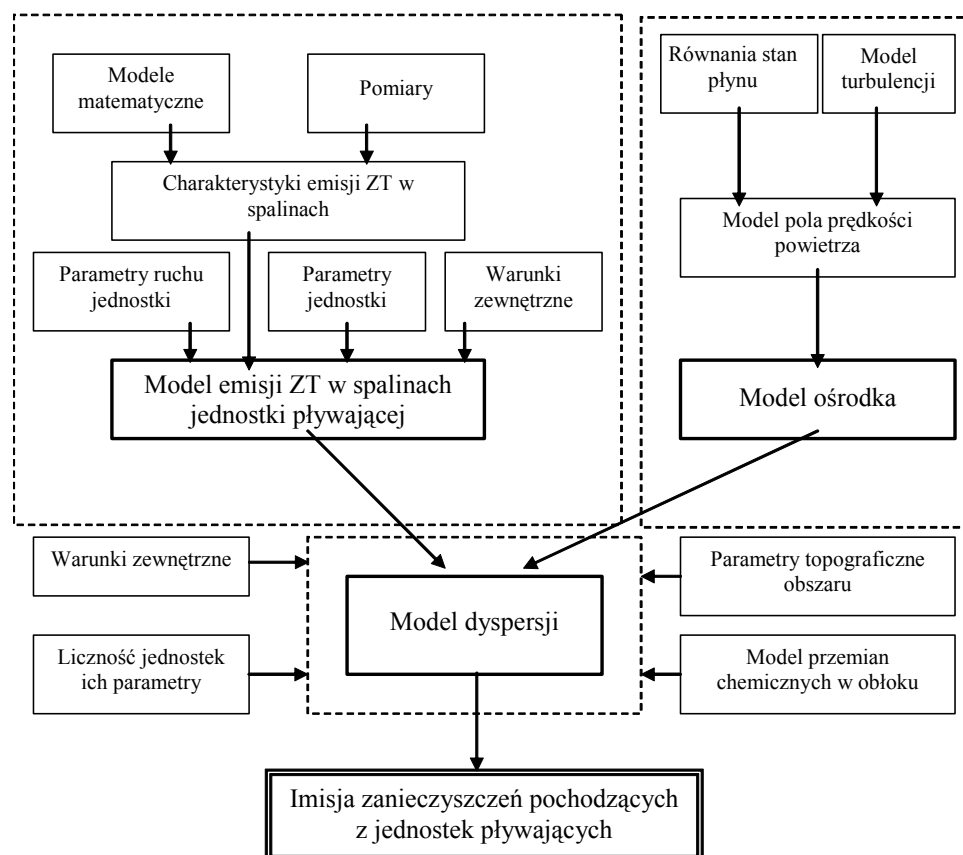 Modele
matematyczne
Pomiary
Równania stan
płynu
Model
turbulencji
Charakterystyki emisji ZT w
spalinach
Model pola prędkości
powietrza
Parametry ruchu
jednostki
Parametry
jednostki
Warunki
zewnętrzne
Model emisji ZT w spalinach
jednostki pływającej
Model ośrodka
Warunki zewnętrzne
Parametry topograficzne
obszaru
Model dyspersji
Liczność jednostek
ich parametry
Model przemian
chemicznych w obłoku
Imisja zanieczyszczeń pochodzących
z jednostek pływających